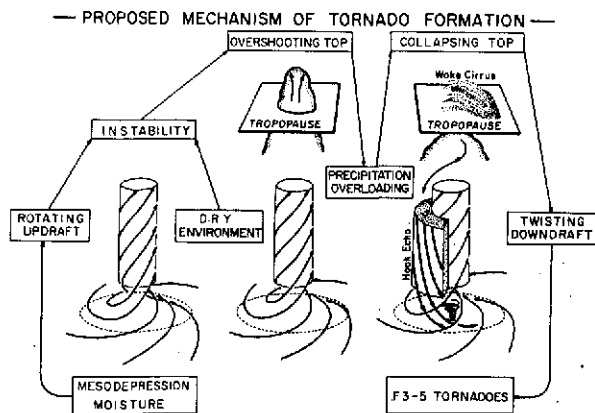 — PROPOSED MECHANISM OF TORNADO FORMATION —
OVERSHOOTING TOP
COLLAPSING TOP
Wake Cirrus
TROPOPAUSE
TROPOPAUSE
INSTABILITY
PRECIPITATION
OVERLOADING
ROTATING
UPDRAFT
DRY
ENVIRONMENT
Hook Echo
TWISTING
DOWNDRAFT
MESODEPRESSION
MOISTURE
F3-5 TORNADOES